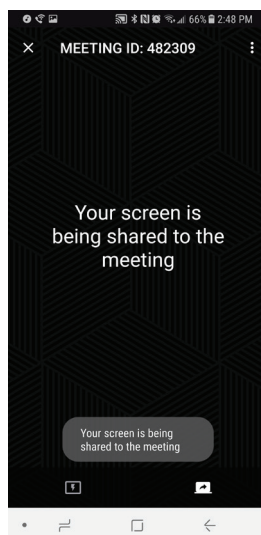 66% 2:48 PM
MEETING ID: 482309
Your screen is
being shared to the
meeting
Your screen is being
shared to the meeting